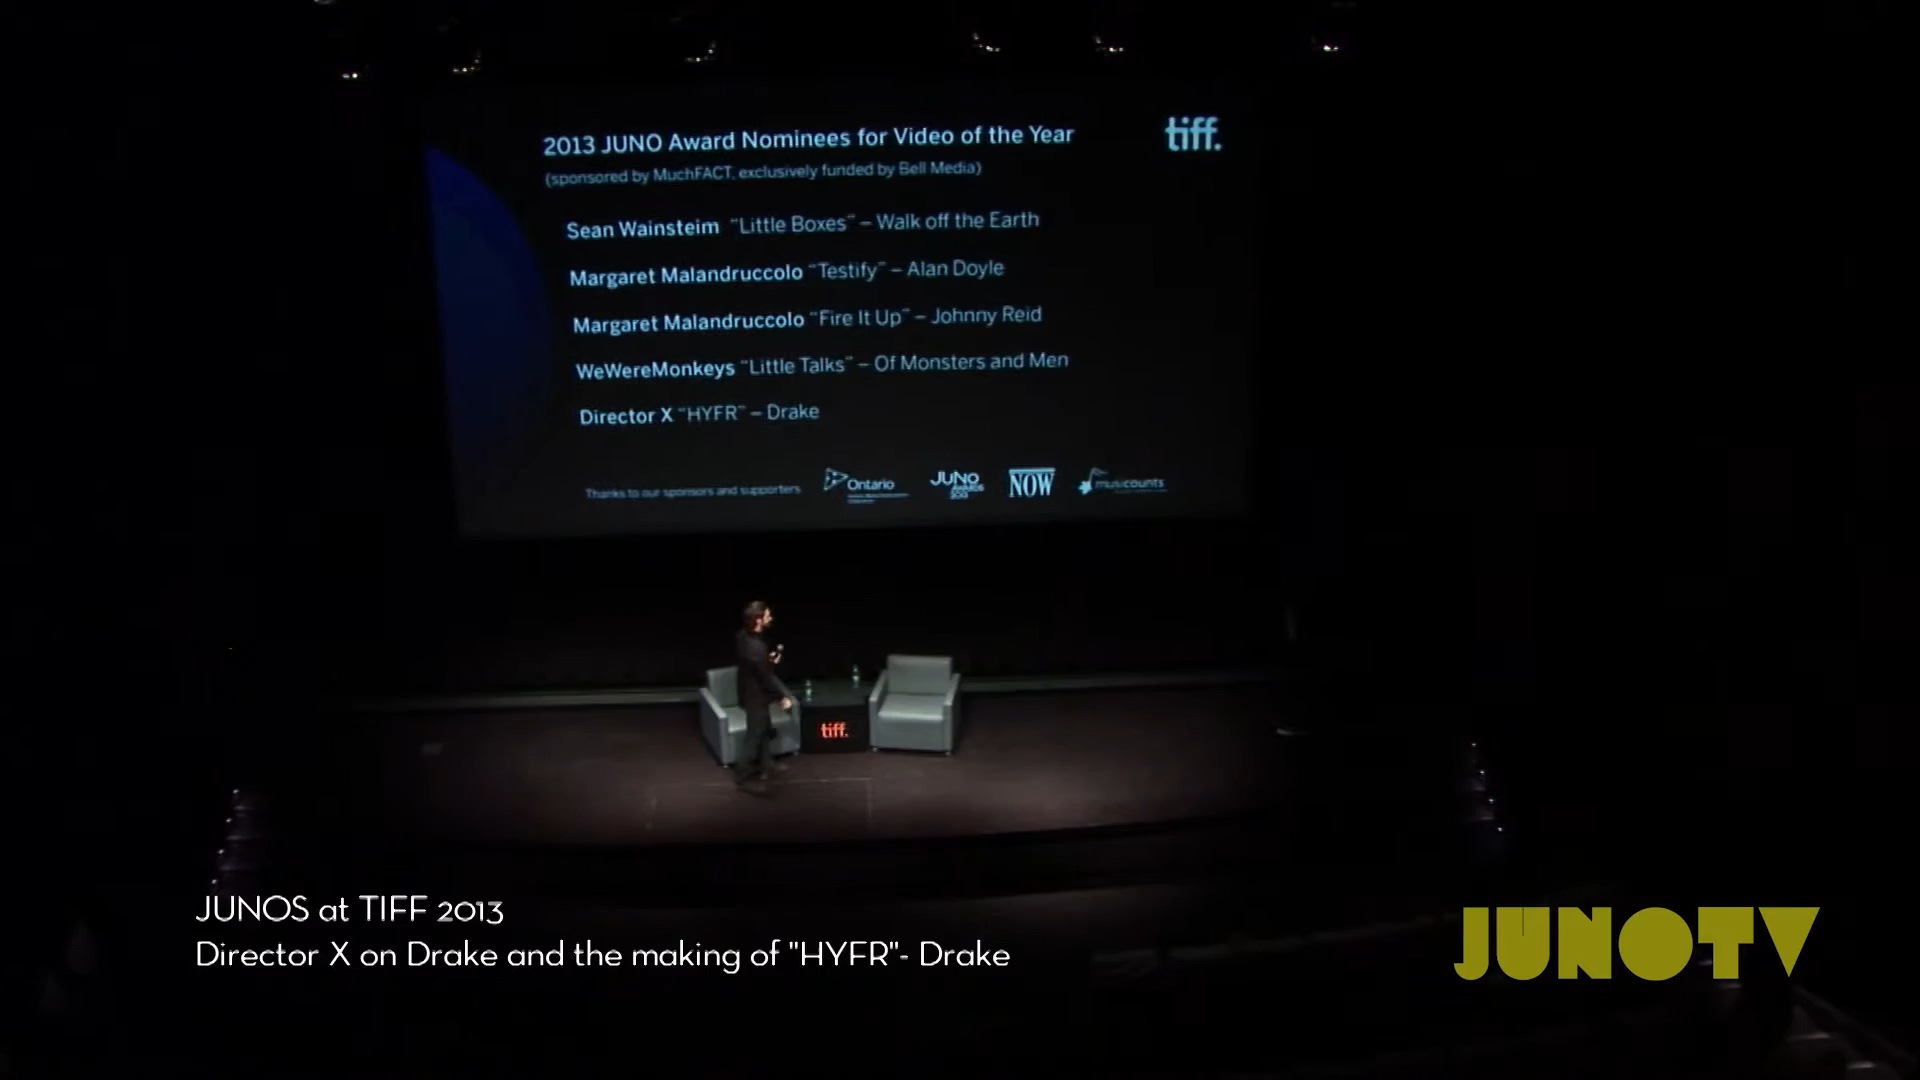 2013 JUNO Award Nominees for Video of the Year
tiff.
(sponsored by MuchFACT, exclusively funded by Bell Media)
Sean Wainsteim "Little Boxes" – Walk off the Earth
Margaret Malandruccolo "Testify" – Alan Doyle
Margaret Malandruccolo "Fire It Up" – Johnny Reid
WeWereMonkeys "Little Talks" – Of Monsters and Men
Director X "HYFR" – Drake
Thanks to our sponsors and supporters
Ontario
JUNO
AWARDS
2013
NOW
musicounts
tiff.
JUNOS at TIFF 2013
Director X on Drake and the making of "HYFR"- Drake
JUNOTV